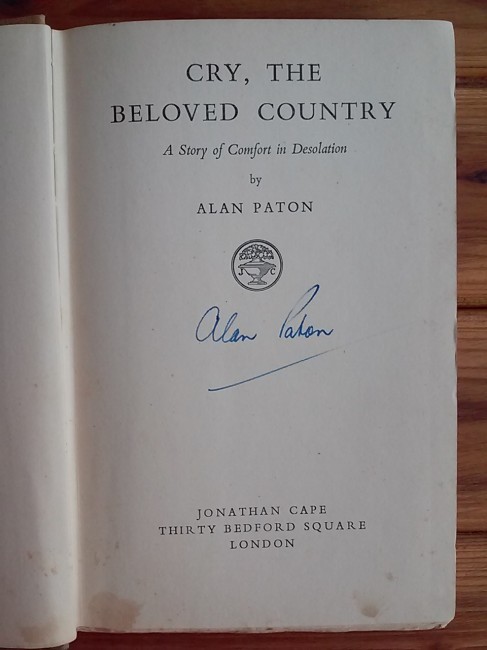 CRY, THE
BELOVED COUNTRY
A Story of Comfort in Desolation
by
ALAN PATON
J C
Alan Paton
JONATHAN CAPE
THIRTY BEDFORD SQUARE
LONDON